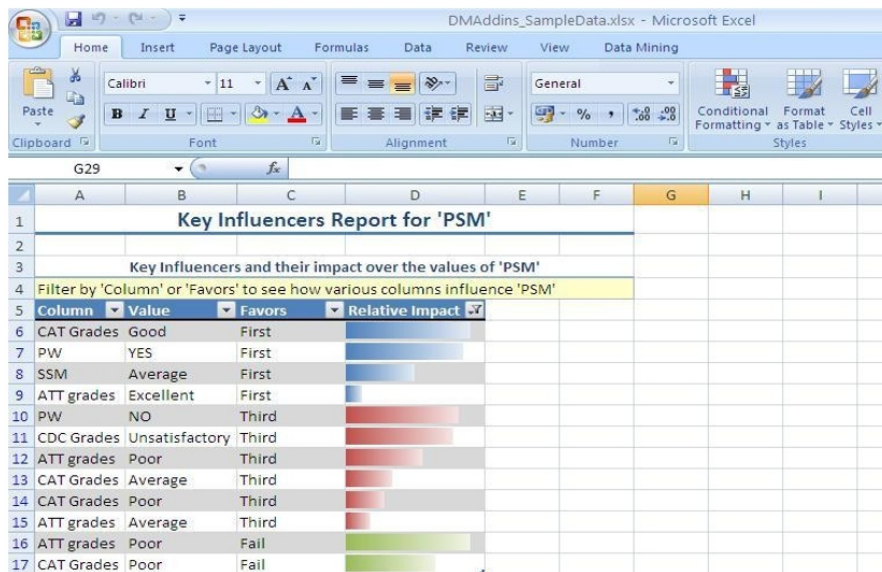 DMAddins_SampleData.xlsx - Microsoft Excel
Home Insert Page Layout Formulas Data Review View Data Mining
Paste
Calibri 11 A A
General
B I U A
% , .0 .00 .00 .0
Conditional Formatting
Format as Table
Cell Styles
Clipboard Font Alignment Number Styles
G29 fx
A B C D E F G H I
1 Key Influencers Report for 'PSM'
2
3 Key Influencers and their impact over the values of 'PSM'
4 Filter by 'Column' or 'Favors' to see how various columns influence 'PSM'
5 Column Value Favors Relative Impact
6 CAT Grades Good First
7 PW YES First
8 SSM Average First
9 ATT grades Excellent First
10 PW NO Third
11 CDC Grades Unsatisfactory Third
12 ATT grades Poor Third
13 CAT Grades Average Third
14 CAT Grades Poor Third
15 ATT grades Average Third
16 ATT grades Poor Fail
17 CAT Grades Poor Fail